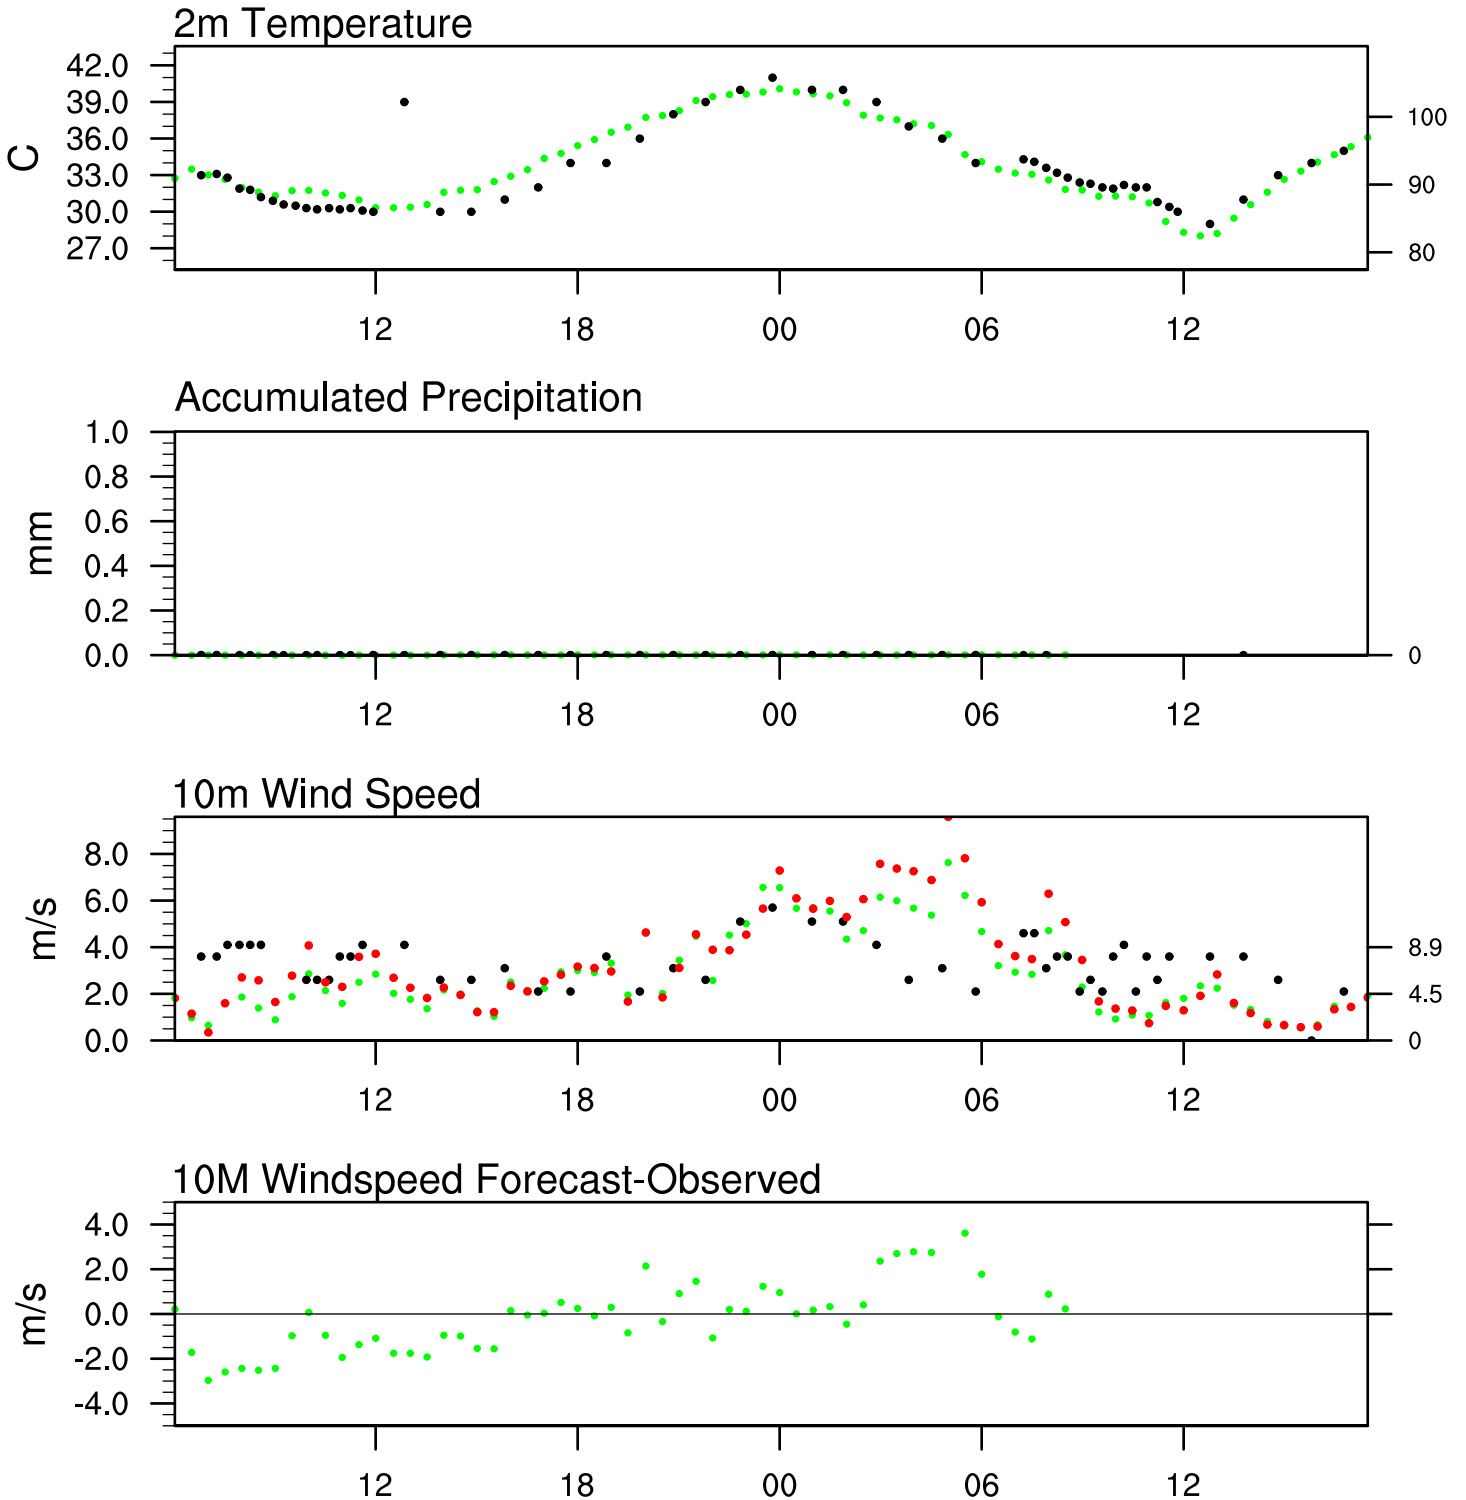 2m Temperature
42.0
39.0
36.0
33.0
30.0
27.0
C
100
90
80
12 18 00 06 12
Accumulated Precipitation
1.0
0.8
0.6
0.4
0.2
0.0
mm
0
12 18 00 06 12
10m Wind Speed
8.0
6.0
4.0
2.0
0.0
m/s
8.9
4.5
0
12 18 00 06 12
10M Windspeed Forecast-Observed
4.0
2.0
0.0
-2.0
-4.0
m/s
12 18 00 06 12